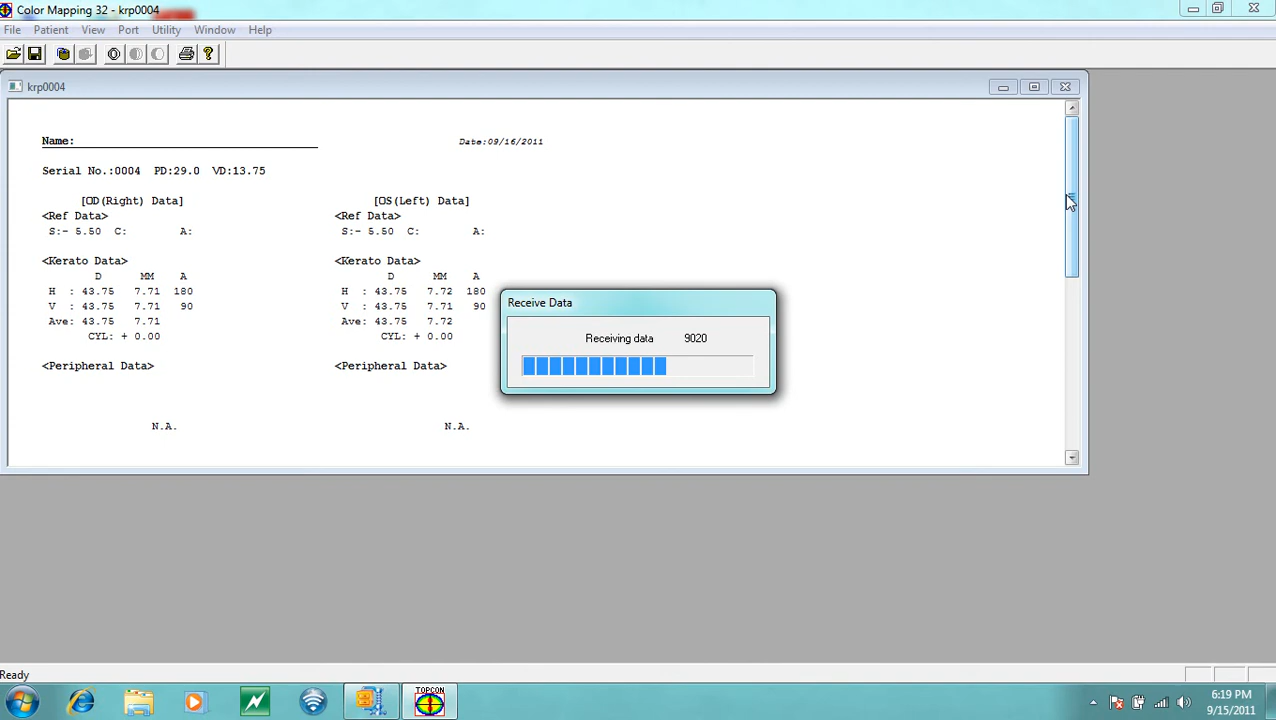 Color Mapping 32 - krp0004
File Patient View Port Utility Window Help
krp0004
Name: Date:09/16/2011
Serial No.:0004 PD:29.0 VD:13.75
[OD(Right) Data] [OS(Left) Data]
<Ref Data> <Ref Data>
S:- 5.50 C: A: S:- 5.50 C: A:
<Kerato Data> <Kerato Data>
D MM A D MM A
H : 43.75 7.71 180 H : 43.75 7.72 180
V : 43.75 7.71 90 V : 43.75 7.71 90
Ave: 43.75 7.71 Ave: 43.75 7.72
CYL: + 0.00 CYL: + 0.00
<Peripheral Data> <Peripheral Data>
N.A. N.A.
Receive Data
Receiving data 9020
Ready
TOPCON
6:19 PM
9/15/2011